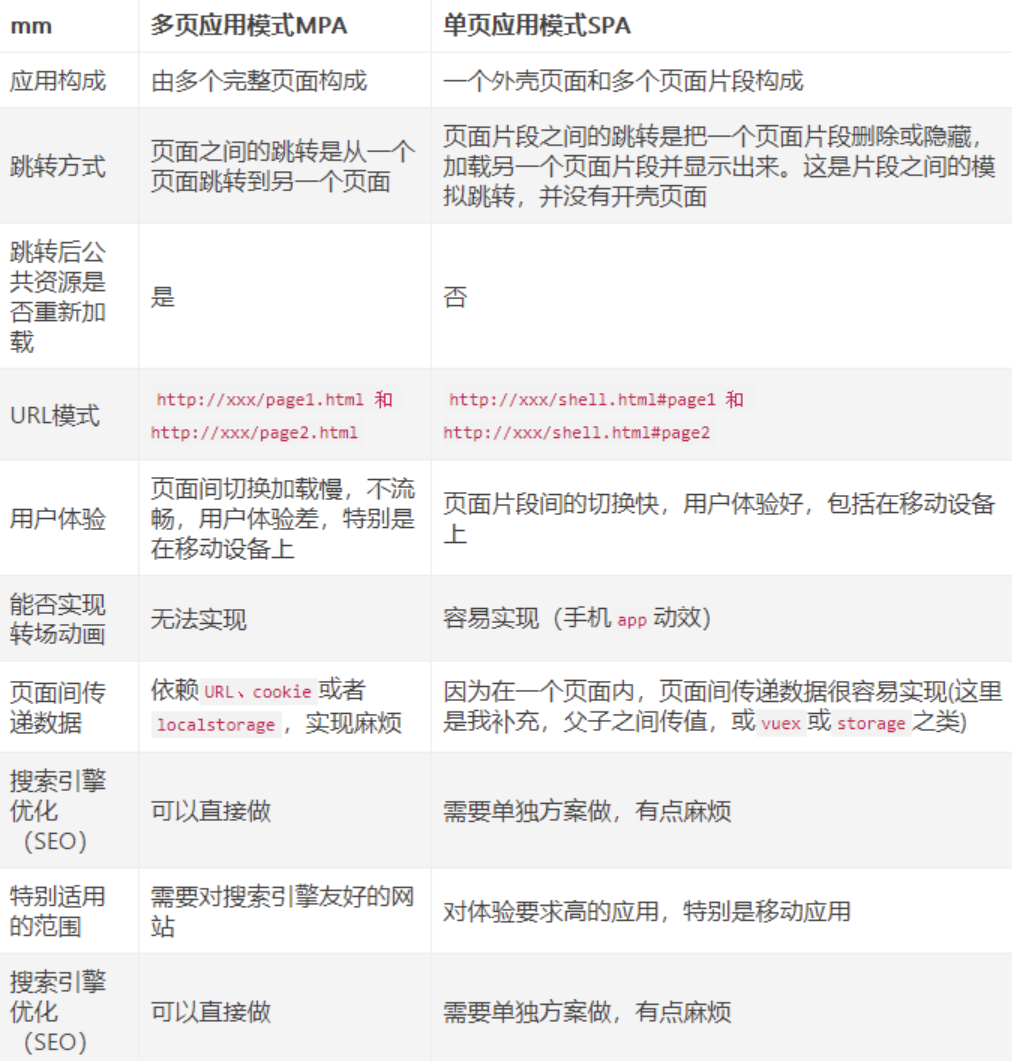 mm
多页应用模式MPA
单页应用模式SPA
应用构成
由多个完整页面构成
一个外壳页面和多个页面片段构成
跳转方式
页面之间的跳转是从一个
页面跳转到另一个页面
页面片段之间的跳转是把一个页面片段删除或隐藏，
加载另一个页面片段并显示出来。这是片段之间的模
拟跳转，并没有开壳页面
跳转后公
共资源是
否重新加
载
是
否
URL模式
http://xxx/page1.html 和
http://xxx/page2.html
http://xxx/shell.html#page1 和
http://xxx/shell.html#page2
用户体验
页面间切换加载慢，不流
畅，用户体验差，特别是
在移动设备上
页面片段间的切换快，用户体验好，包括在移动设备
上
能否实现
转场动画
无法实现
容易实现（手机 app 动效）
页面间传
递数据
依赖 URL、cookie 或者
localstorage ，实现麻烦
因为在一个页面内，页面间传递数据很容易实现(这里
是我补充，父子之间传值，或 vuex 或 storage 之类)
搜索引擎
优化
（SEO）
可以直接做
需要单独方案做，有点麻烦
特别适用
的范围
需要对搜索引擎友好的网
站
对体验要求高的应用，特别是移动应用
搜索引擎
优化
（SEO）
可以直接做
需要单独方案做，有点麻烦